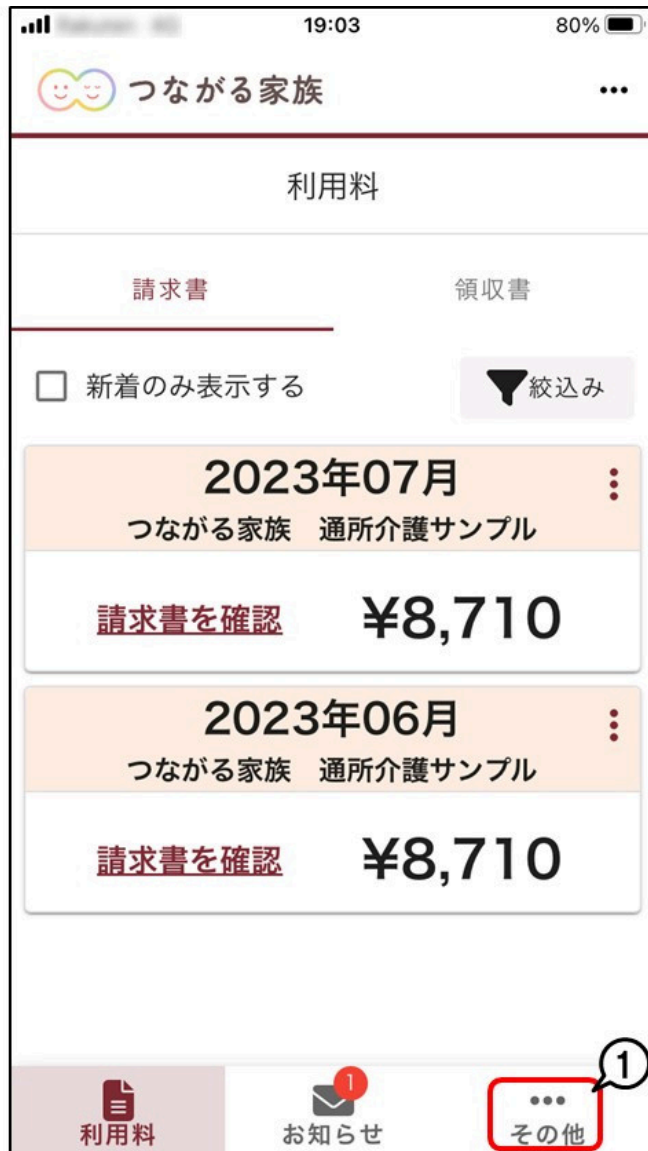 19:03
80%
つながる家族
利用料
請求書
領収書
新着のみ表示する
絞込み
2023年07月
つながる家族　通所介護サンプル
請求書を確認 ¥8,710
2023年06月
つながる家族　通所介護サンプル
請求書を確認 ¥8,710
1
1
利用料
お知らせ
その他